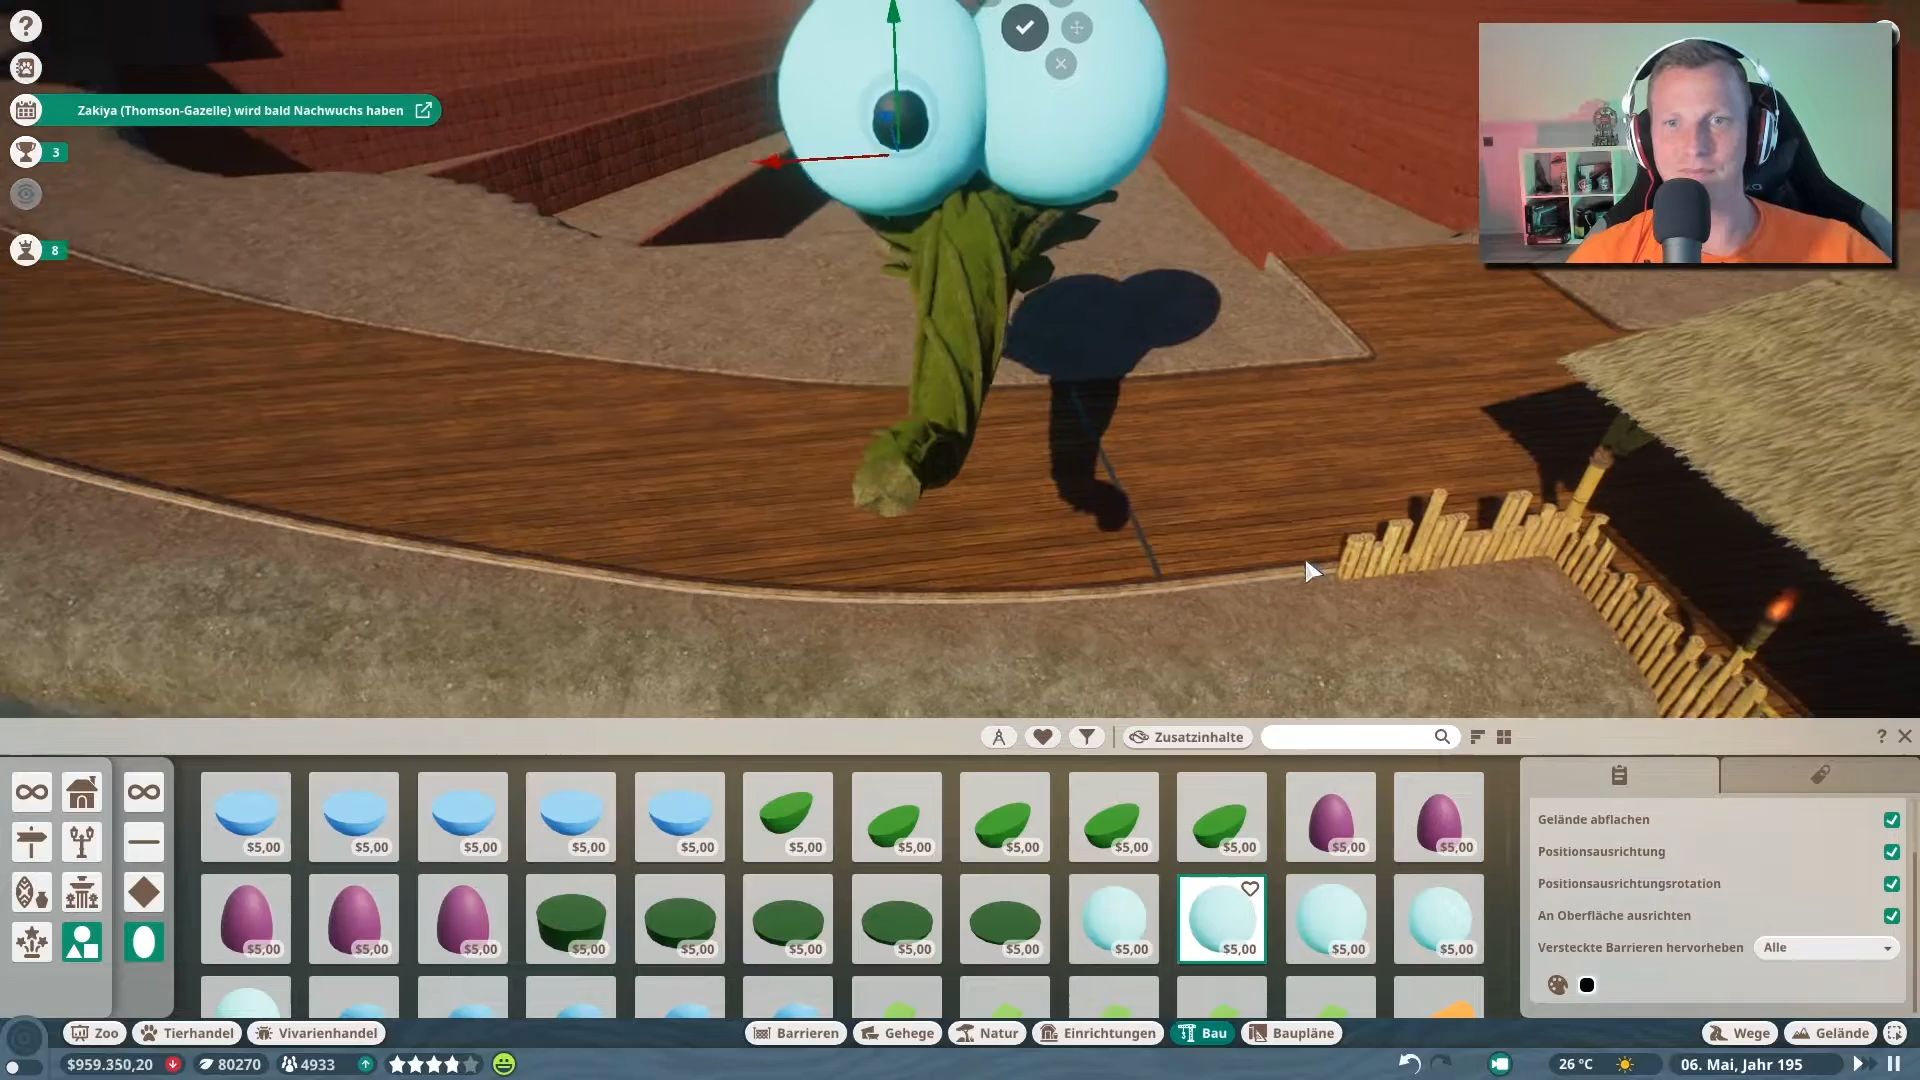 ?
Zakiya (Thomson-Gazelle) wird bald Nachwuchs haben
3
8
Zusatzinhalte
?
$5,00 $5,00 $5,00 $5,00 $5,00 $5,00 $5,00 $5,00 $5,00 $5,00 $5,00 $5,00
$5,00 $5,00 $5,00 $5,00 $5,00 $5,00 $5,00 $5,00 $5,00 $5,00 $5,00 $5,00
Gelände abflachen
Positionsausrichtung
Positionsausrichtungsrotation
An Oberfläche ausrichten
Versteckte Barrieren hervorheben Alle
Zoo Tierhandel Vivarienhandel Barrieren Gehege Natur Einrichtungen Bau Baupläne Wege Gelände
$959.350,20 80270 4933 26 °C 06. Mai, Jahr 195